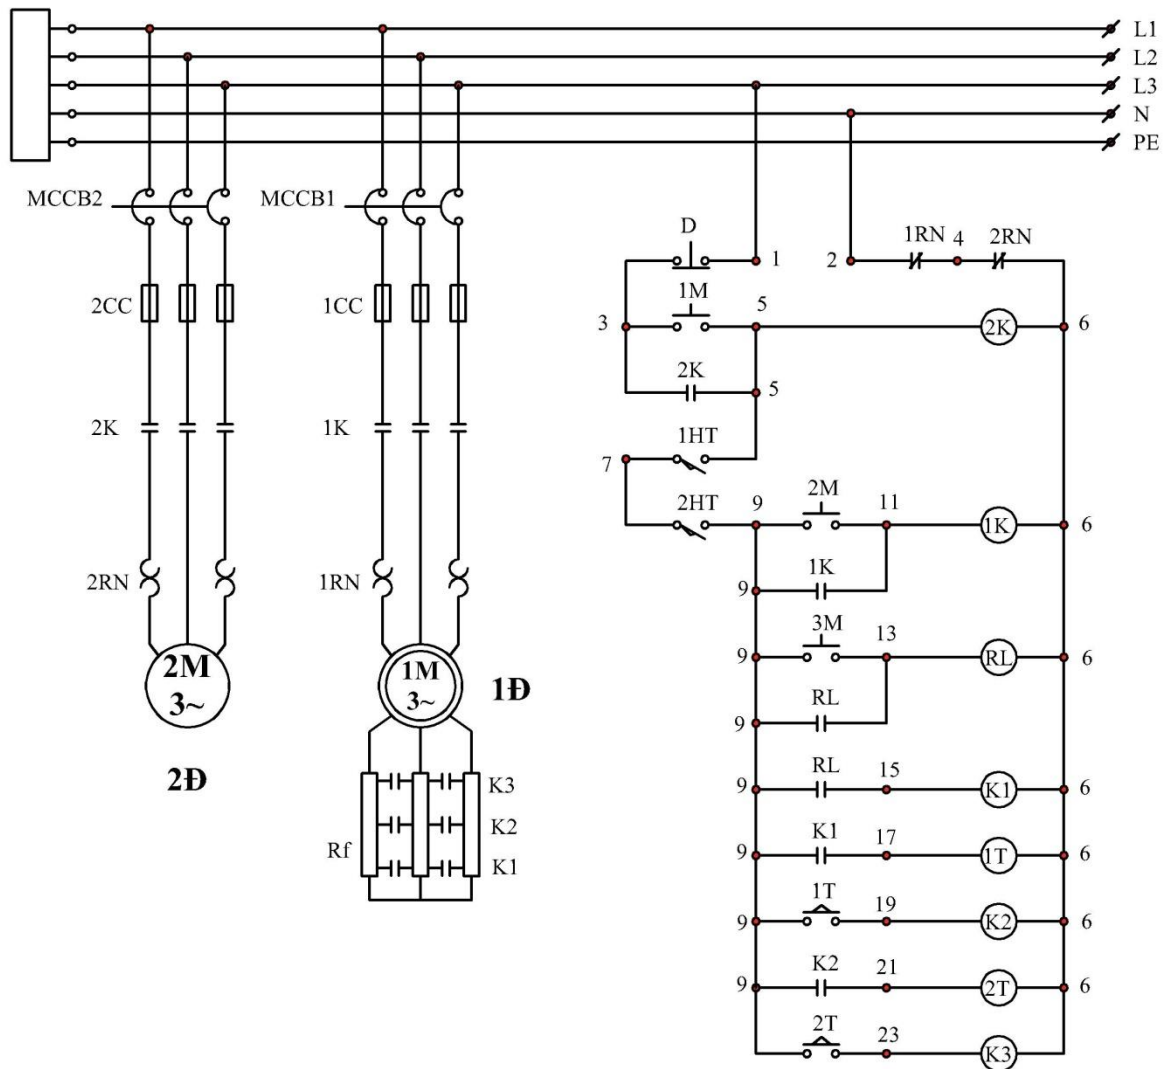 L1
L2
L3
N
PE
MCCB2
MCCB1
D
1
2
1RN
4
2RN
2CC
1CC
3
1M
5
2K
6
2K
5
2K
1K
7
1HT
2HT
9
2M
11
1K
6
2RN
1RN
9
1K
3M
9
13
RL
6
2M
3~
1M
3~
1Đ
9
RL
2Đ
K3
K2
K1
Rf
9
RL
15
K1
6
9
K1
17
1T
6
9
1T
19
K2
6
9
K2
21
2T
6
2T
23
K3